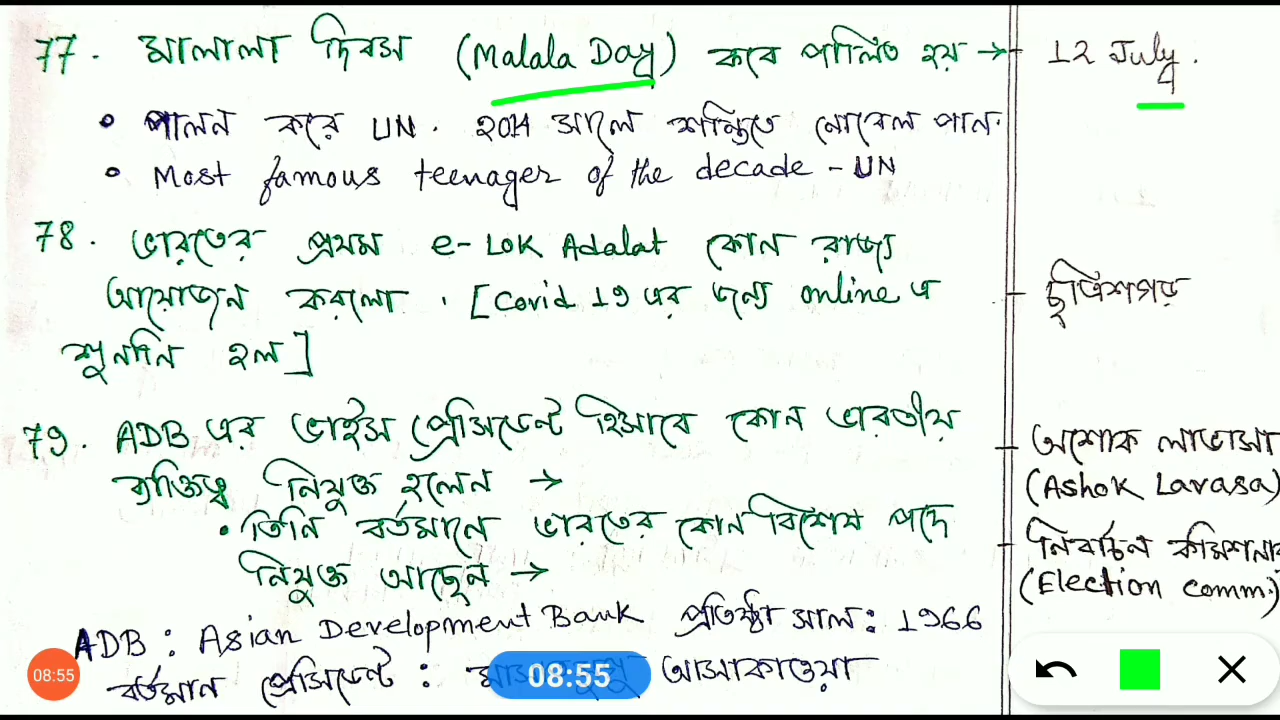 77. মালালা দিবস (Malala Day) কবে পালিত হয় → 12 July.
• পালন করে UN. 2014 সালে শান্তিতে নোবেল পান.
• Most famous teenager of the decade - UN
78. ভারতের প্রথম e-Lok Adalat কোন রাজ্য
আয়োজন করলো. [Covid 19 এর জন্য online এ ছত্তিশগড়
শুনানি হল]
79. ADB এর ভাইস প্রেসিডেন্ট হিসাবে কোন ভারতীয় অশোক লাভাসা
ব্যক্তিত্ব নিযুক্ত হলেন → (Ashok Lavasa)
• তিনি বর্তমানে ভারতের কোন বিশেষ পদে নির্বাচন কমিশনার
নিযুক্ত আছেন → (Election comm.)
ADB : Asian Development Bank প্রতিষ্ঠা সাল: 1966
বর্তমান প্রেসিডেন্ট : আসাকাওয়া
08:55
08:55